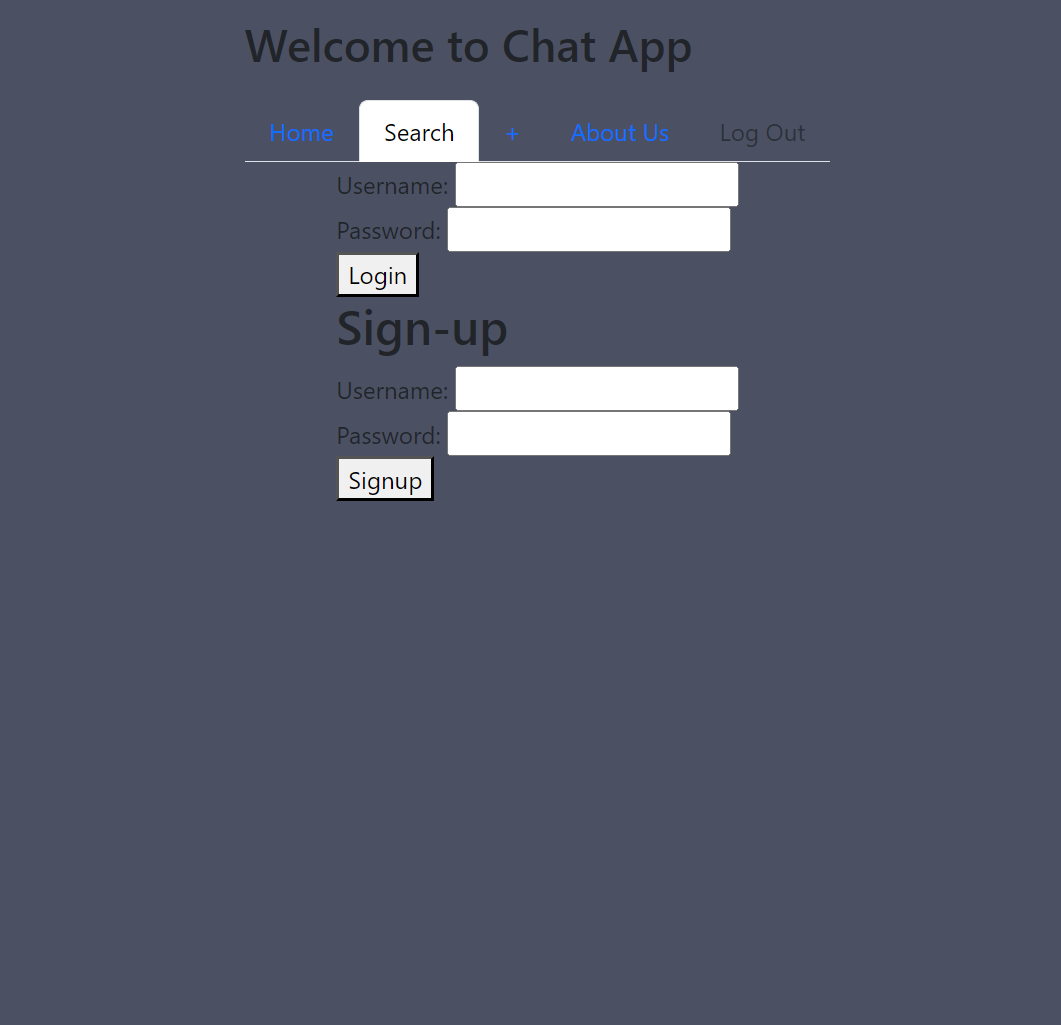 Welcome to Chat App
Home Search + About Us Log Out
Username:
Password:
Login
Sign-up
Username:
Password:
Signup